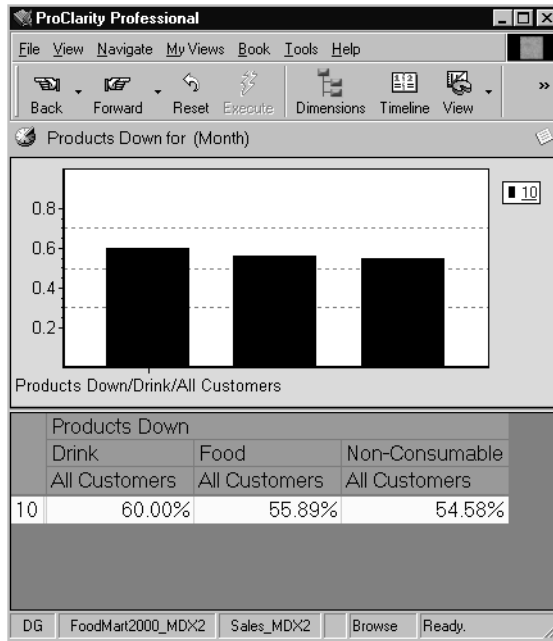 ProClarity Professional
File View Navigate My Views Book Tools Help
Back Forward Reset Execute Dimensions Timeline View »
Products Down for (Month)
0.8
0.6
0.4
0.2
10
Products Down/Drink/All Customers
Products Down
Drink Food Non-Consumable
All Customers All Customers All Customers
10 60.00% 55.89% 54.58%
DG FoodMart2000_MDX2 Sales_MDX2 Browse Ready.